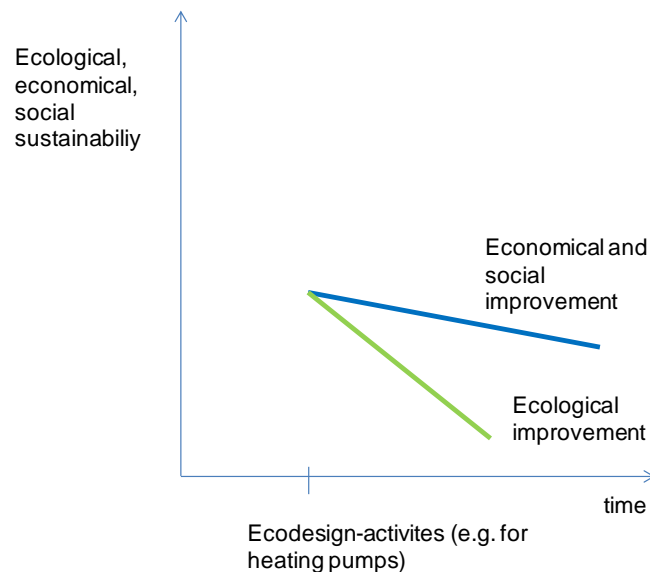 Ecological,
economical,
social
sustainabiliy
Economical and
social
improvement
Ecological
improvement
time
Ecodesign-activites (e.g. for
heating pumps)